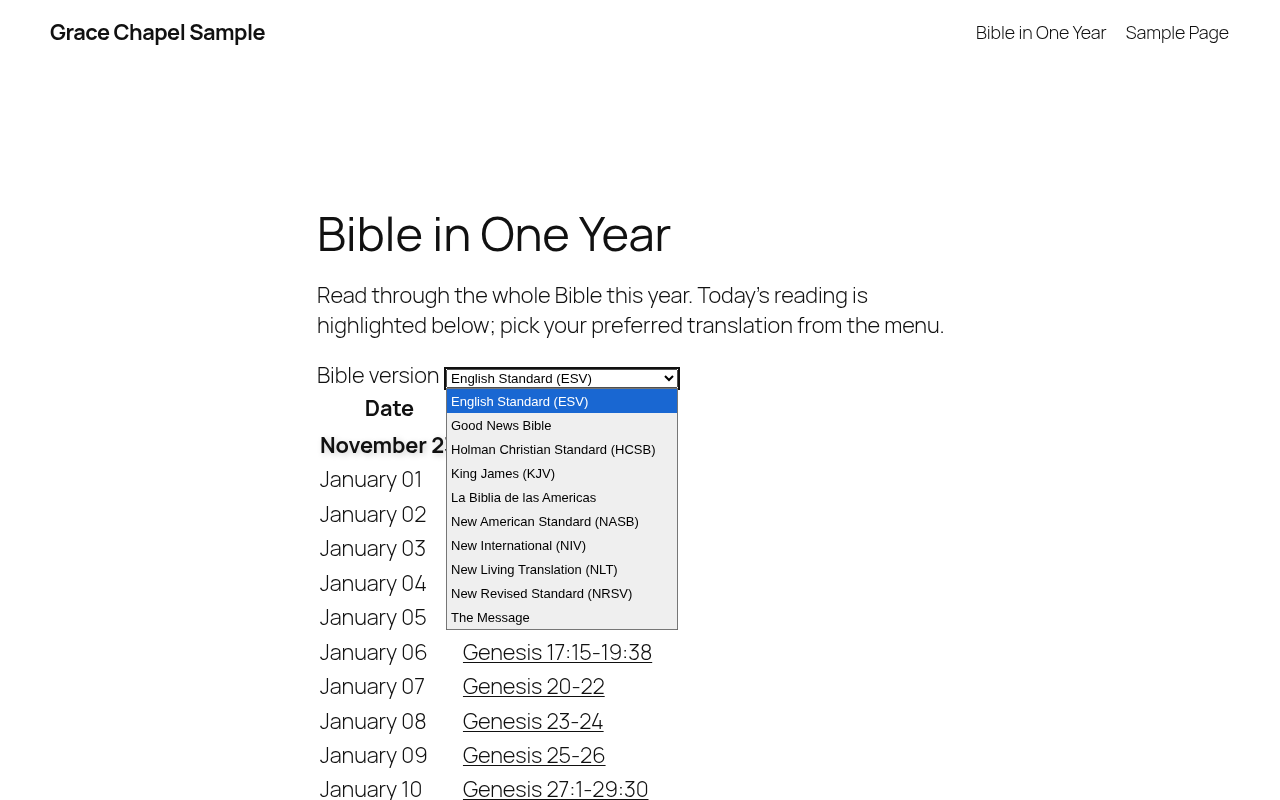 Grace Chapel Sample
Bible in One Year
Sample Page
Bible in One Year
Read through the whole Bible this year. Today’s reading is
highlighted below; pick your preferred translation from the menu.
Bible version English Standard (ESV)
English Standard (ESV)
Good News Bible
Holman Christian Standard (HCSB)
King James (KJV)
La Biblia de las Americas
New American Standard (NASB)
New International (NIV)
New Living Translation (NLT)
New Revised Standard (NRSV)
The Message
Date
November
January 01
January 02
January 03
January 04
January 05
January 06 Genesis 17:15-19:38
January 07 Genesis 20-22
January 08 Genesis 23-24
January 09 Genesis 25-26
January 10 Genesis 27:1-29:30